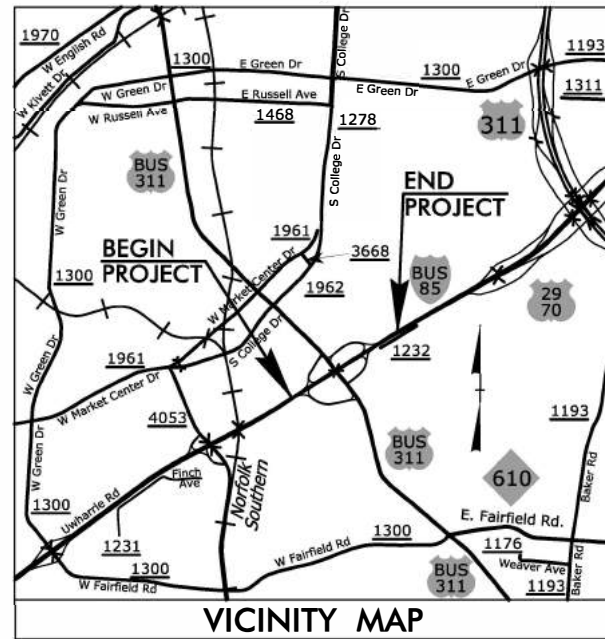 1970
W English Rd
W Kivett Dr
1300
E Green Dr
S College Dr
1300
E Green Dr
1193
1311
W Green Dr
E Russell Ave
E Green Dr
W Russell Ave
1468
1278
311
BUS
311
W Green Dr
S College Dr
END
PROJECT
BEGIN
PROJECT
1961
3668
W Market Center Dr
1962
BUS
85
29
70
1300
S College Dr
1232
W Green Dr
1961
W Market Center Dr
4053
1193
W Green Dr
BUS
311
610
Baker Rd
Finch
Ave
Norfolk
Southern
1300
Uwharrie Rd
E. Fairfield Rd.
1300
1231
1176
W Fairfield Rd
Weaver Ave
1300
W Fairfield Rd
BUS
311
1193
Baker Rd
VICINITY MAP